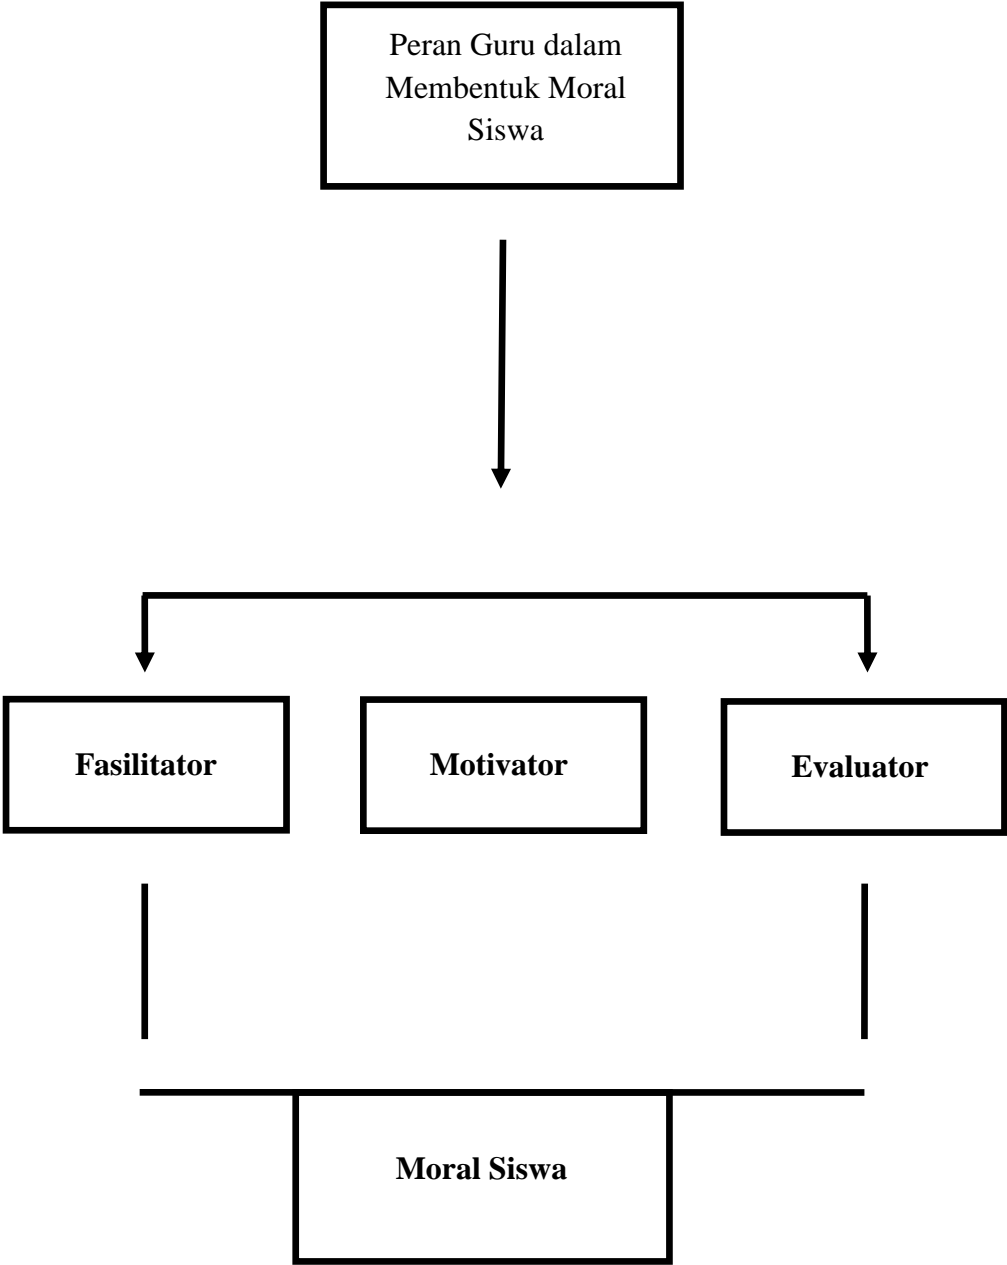 Peran Guru dalam
Membentuk Moral
Siswa
Fasilitator
Motivator
Evaluator
Moral Siswa